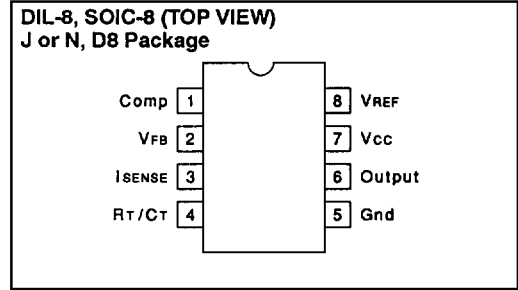 DIL-8, SOIC-8 (TOP VIEW)
J or N, D8 Package
Comp 1 8 VREF
VFB 2 7 Vcc
ISENSE 3 6 Output
RT/CT 4 5 Gnd